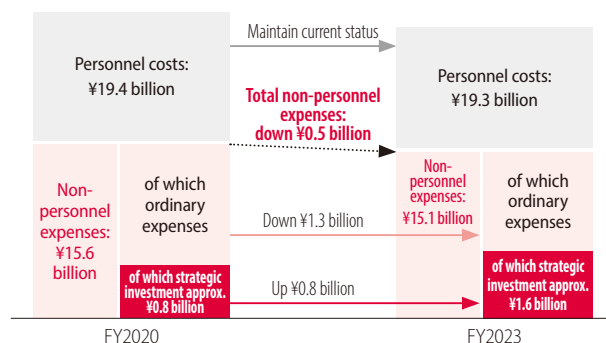 Maintain current status
Personnel costs:
¥19.4 billion
Personnel costs:
¥19.3 billion
Total non-personnel
expenses:
down ¥0.5 billion
Non-
personnel
expenses:
¥15.6
billion
of which
ordinary
expenses
Down ¥1.3 billion
Non-
personnel
expenses:
¥15.1 billion
of which
ordinary
expenses
of which strategic
investment approx.
¥0.8 billion
Up ¥0.8 billion
of which strategic
investment approx.
¥1.6 billion
FY2020
FY2023